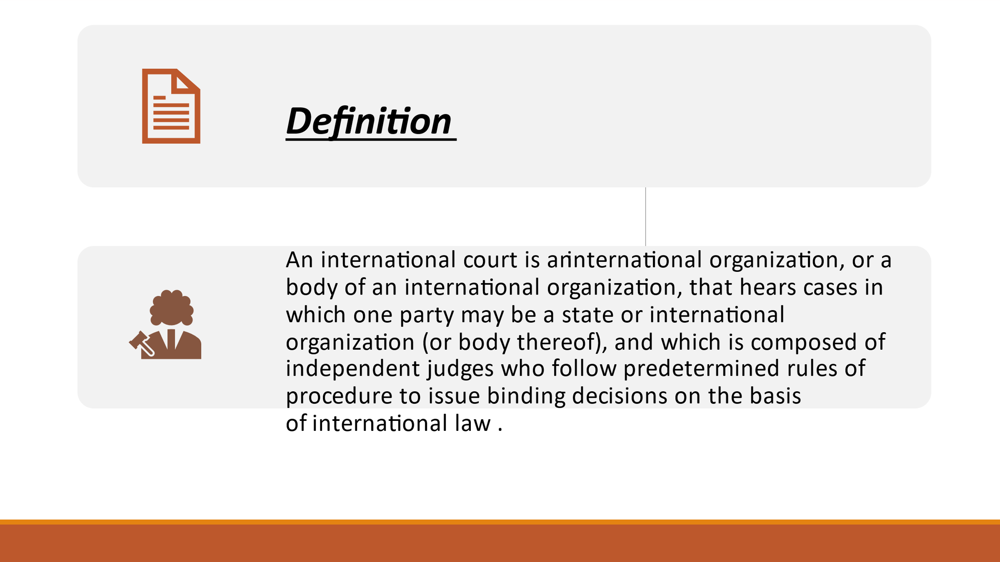 Definition
An international court is aninternational organization, or a
body of an international organization, that hears cases in
which one party may be a state or international
organization (or body thereof), and which is composed of
independent judges who follow predetermined rules of
procedure to issue binding decisions on the basis
of international law .